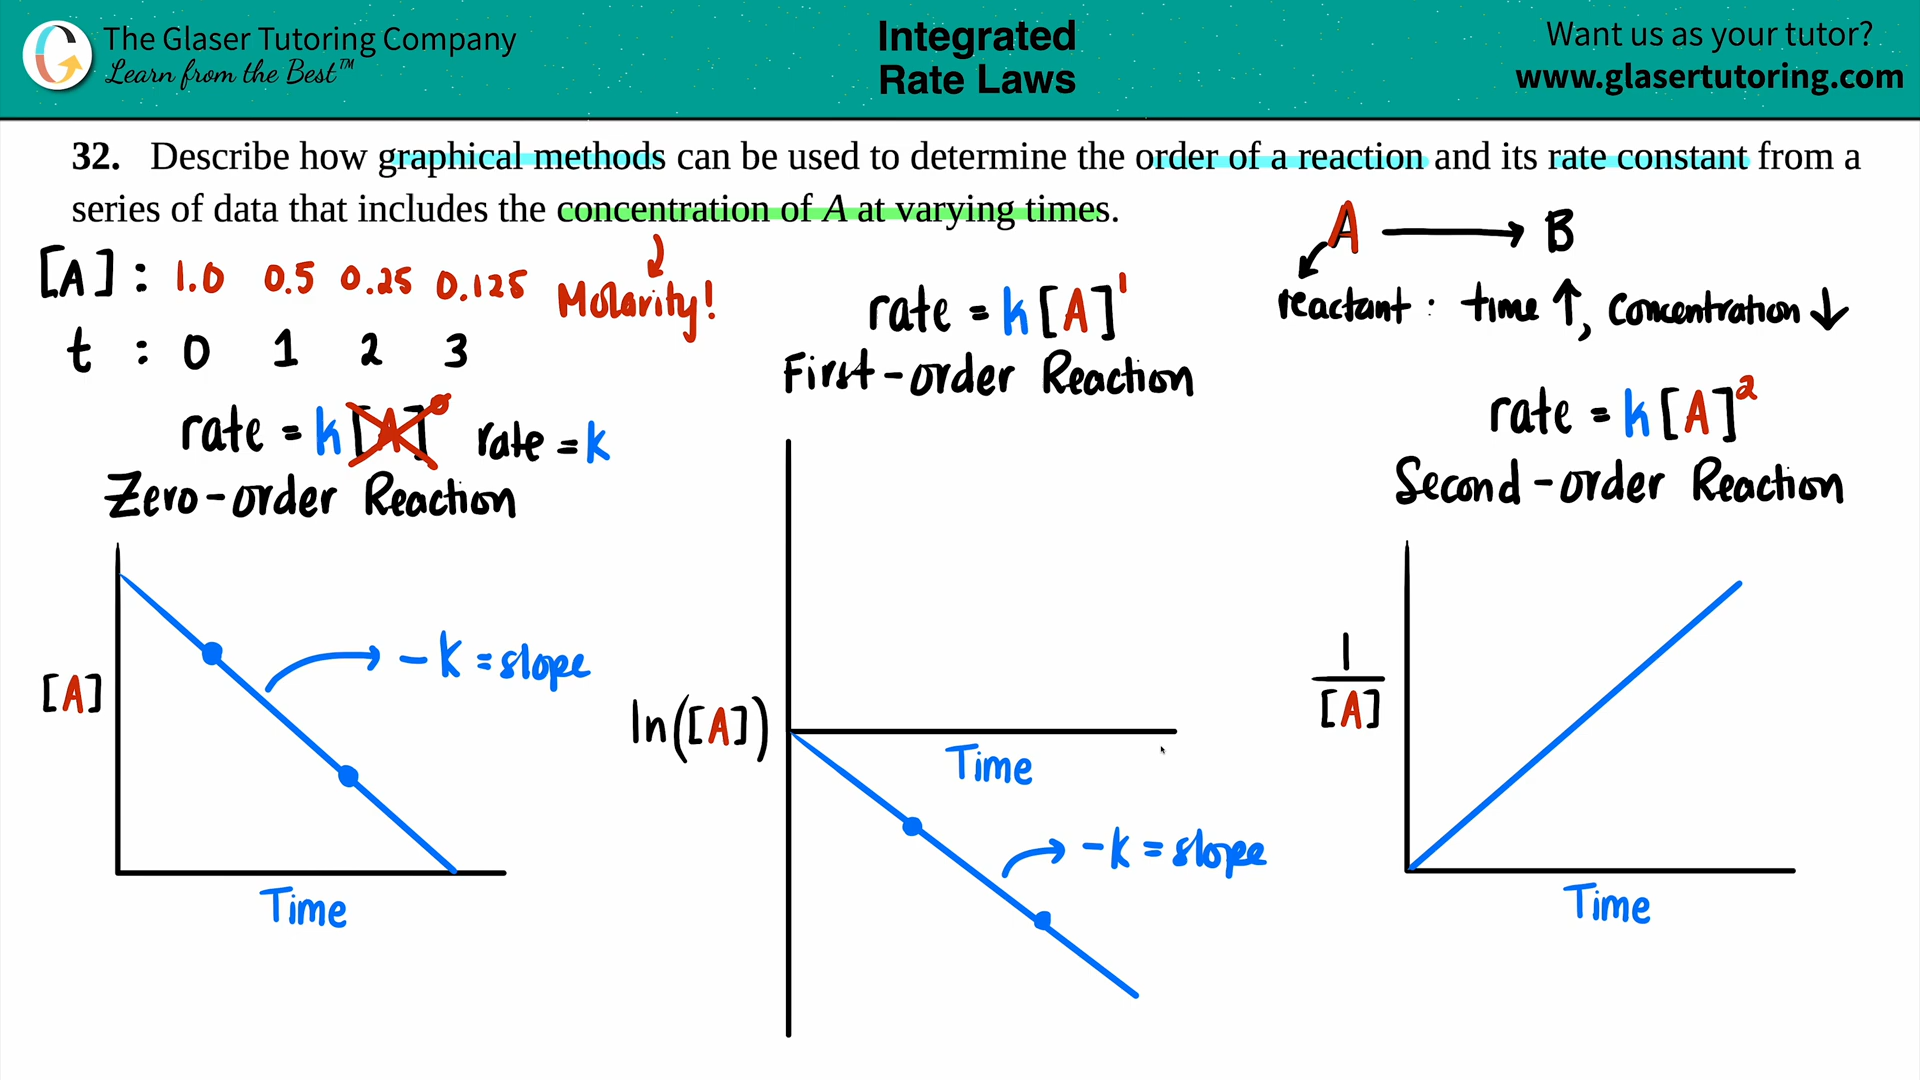 The Glaser Tutoring Company
Learn from the Best™
Integrated
Rate Laws
Want us as your tutor?
www.glasertutoring.com
32. Describe how graphical methods can be used to determine the order of a reaction and its rate constant from a
series of data that includes the concentration of A at varying times.
A → B
[A] : 1.0 0.5 0.25 0.125
Molarity!
t : 0 1 2 3
reactant : time ↑, concentration ↓
rate = k[A]¹
First-order Reaction
rate = k[A]⁰ rate = k
Zero-order Reaction
rate = k[A]²
Second-order Reaction
[A]
-k = slope
Time
ln([A])
Time
-k = slope
1
[A]
Time